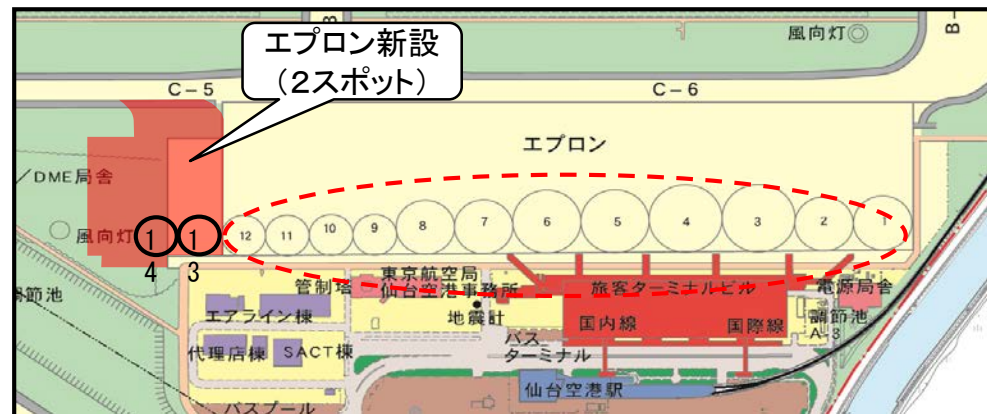 エプロン新設
(2スポット)
風向灯
C-5
C-6
B-
エプロン
/DME局舎
風向灯
1
1
4
3
12
11
10
9
8
7
6
5
4
3
2
1
東京航空局
仙台空港事務所
管制塔
旅客ターミナルビル
電源局舎
節池
エアライン棟
地震計
国内線
国際線
調節池
A-3
バス
ターミナル
代理店棟
SACT棟
仙台空港駅
バスプール